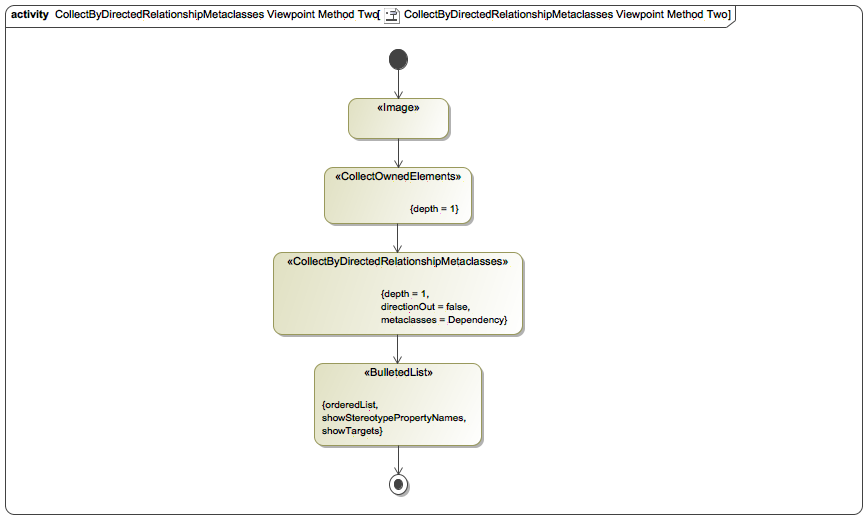 activity CollectByDirectedRelationshipMetaclasses Viewpoint Method Two[ CollectByDirectedRelationshipMetaclasses Viewpoint Method Two]
«Image»
«CollectOwnedElements»
{depth = 1}
«CollectByDirectedRelationshipMetaclasses»
{depth = 1,
directionOut = false,
metaclasses = Dependency}
«BulletedList»
{orderedList,
showStereotypePropertyNames,
showTargets}